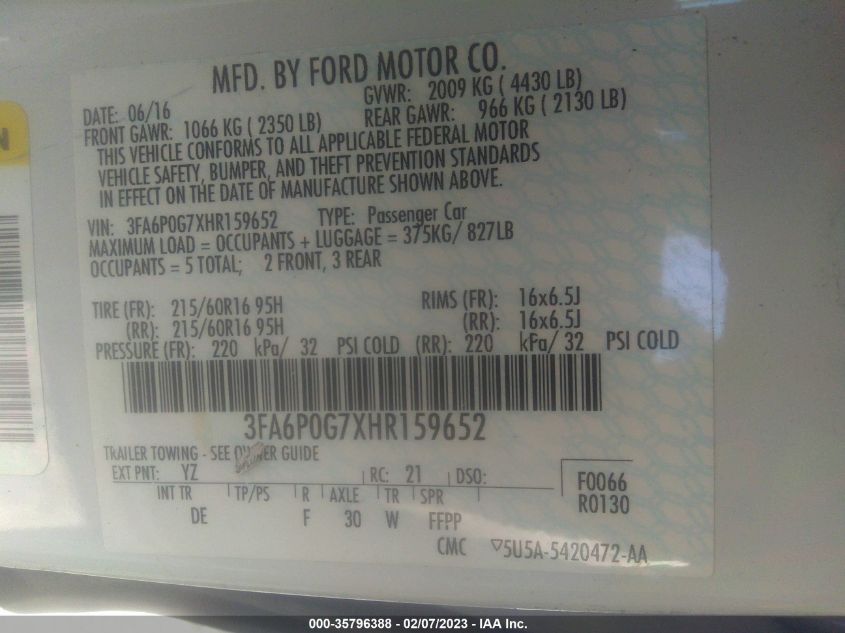 MFD. BY FORD MOTOR CO.
DATE: 06/16 GVWR: 2009 KG ( 4430 LB)
FRONT GAWR: 1066 KG ( 2350 LB) REAR GAWR: 966 KG ( 2130 LB)
THIS VEHICLE CONFORMS TO ALL APPLICABLE FEDERAL MOTOR
VEHICLE SAFETY, BUMPER, AND THEFT PREVENTION STANDARDS
IN EFFECT ON THE DATE OF MANUFACTURE SHOWN ABOVE.
VIN: 3FA6P0G7XHR159652 TYPE: Passenger Car
MAXIMUM LOAD = OCCUPANTS + LUGGAGE = 375KG/ 827LB
OCCUPANTS = 5 TOTAL; 2 FRONT, 3 REAR
TIRE (FR): 215/60R16 95H RIMS (FR): 16x6.5J
(RR): 215/60R16 95H (RR): 16x6.5J
PRESSURE (FR): 220 kPa/ 32 PSI COLD (RR): 220 kPa/ 32 PSI COLD
3FA6P0G7XHR159652
TRAILER TOWING - SEE OWNER GUIDE
EXT PNT: YZ RC: 21 DSO:
INT TR TP/PS R AXLE TR SPR
DE F 30 W FFPP
F0066
R0130
CMC ▽5U5A-5420472-AA
000-35796388 - 02/07/2023 - IAA Inc.